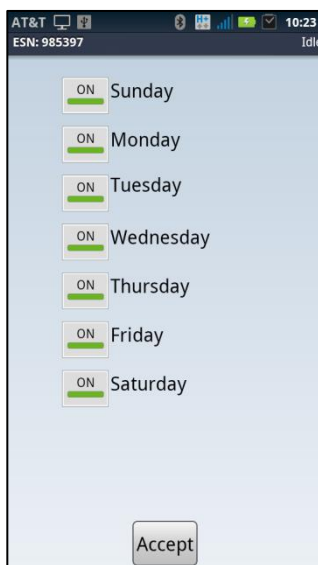 AT&T 10:23
ESN: 985397 Idle
ON Sunday
ON Monday
ON Tuesday
ON Wednesday
ON Thursday
ON Friday
ON Saturday
Accept